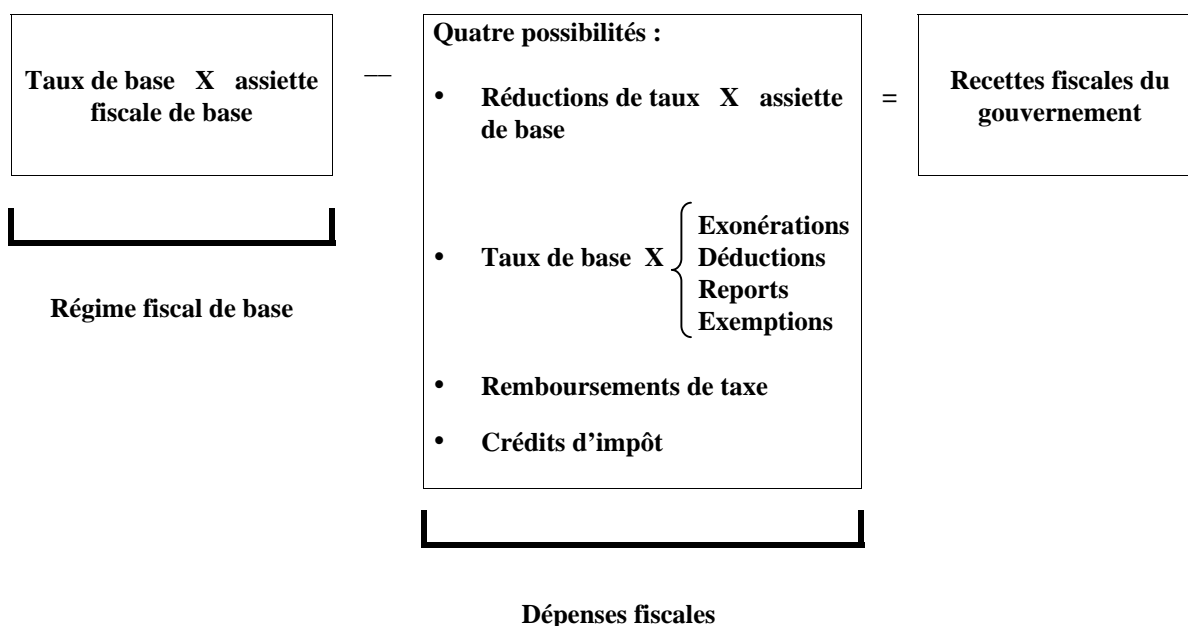 Taux de base X assiette
fiscale de base
—
Quatre possibilités :
• Réductions de taux X assiette
de base
• Taux de base X
Exonérations
Déductions
Reports
Exemptions
• Remboursements de taxe
• Crédits d’impôt
=
Recettes fiscales du
gouvernement
Régime fiscal de base
Dépenses fiscales